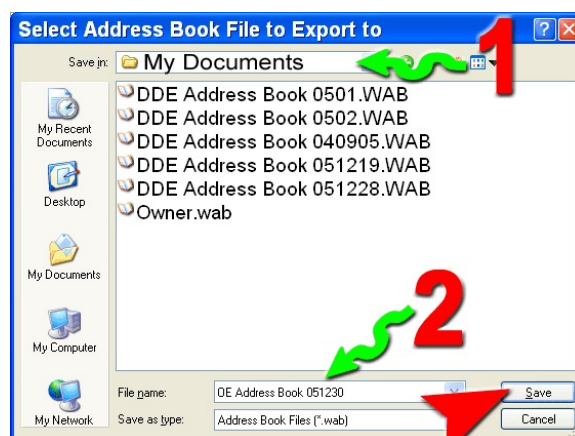 Select Address Book File to Export to
1
Save in:
My Documents
DDE Address Book 0501.WAB
DDE Address Book 0502.WAB
DDE Address Book 040905.WAB
DDE Address Book 051219.WAB
DDE Address Book 051228.WAB
Owner.wab
My Recent
Documents
Desktop
My Documents
My Computer
My Network
2
File name:
OE Address Book 051230
Save
Save as type:
Address Book Files (*.wab)
Cancel